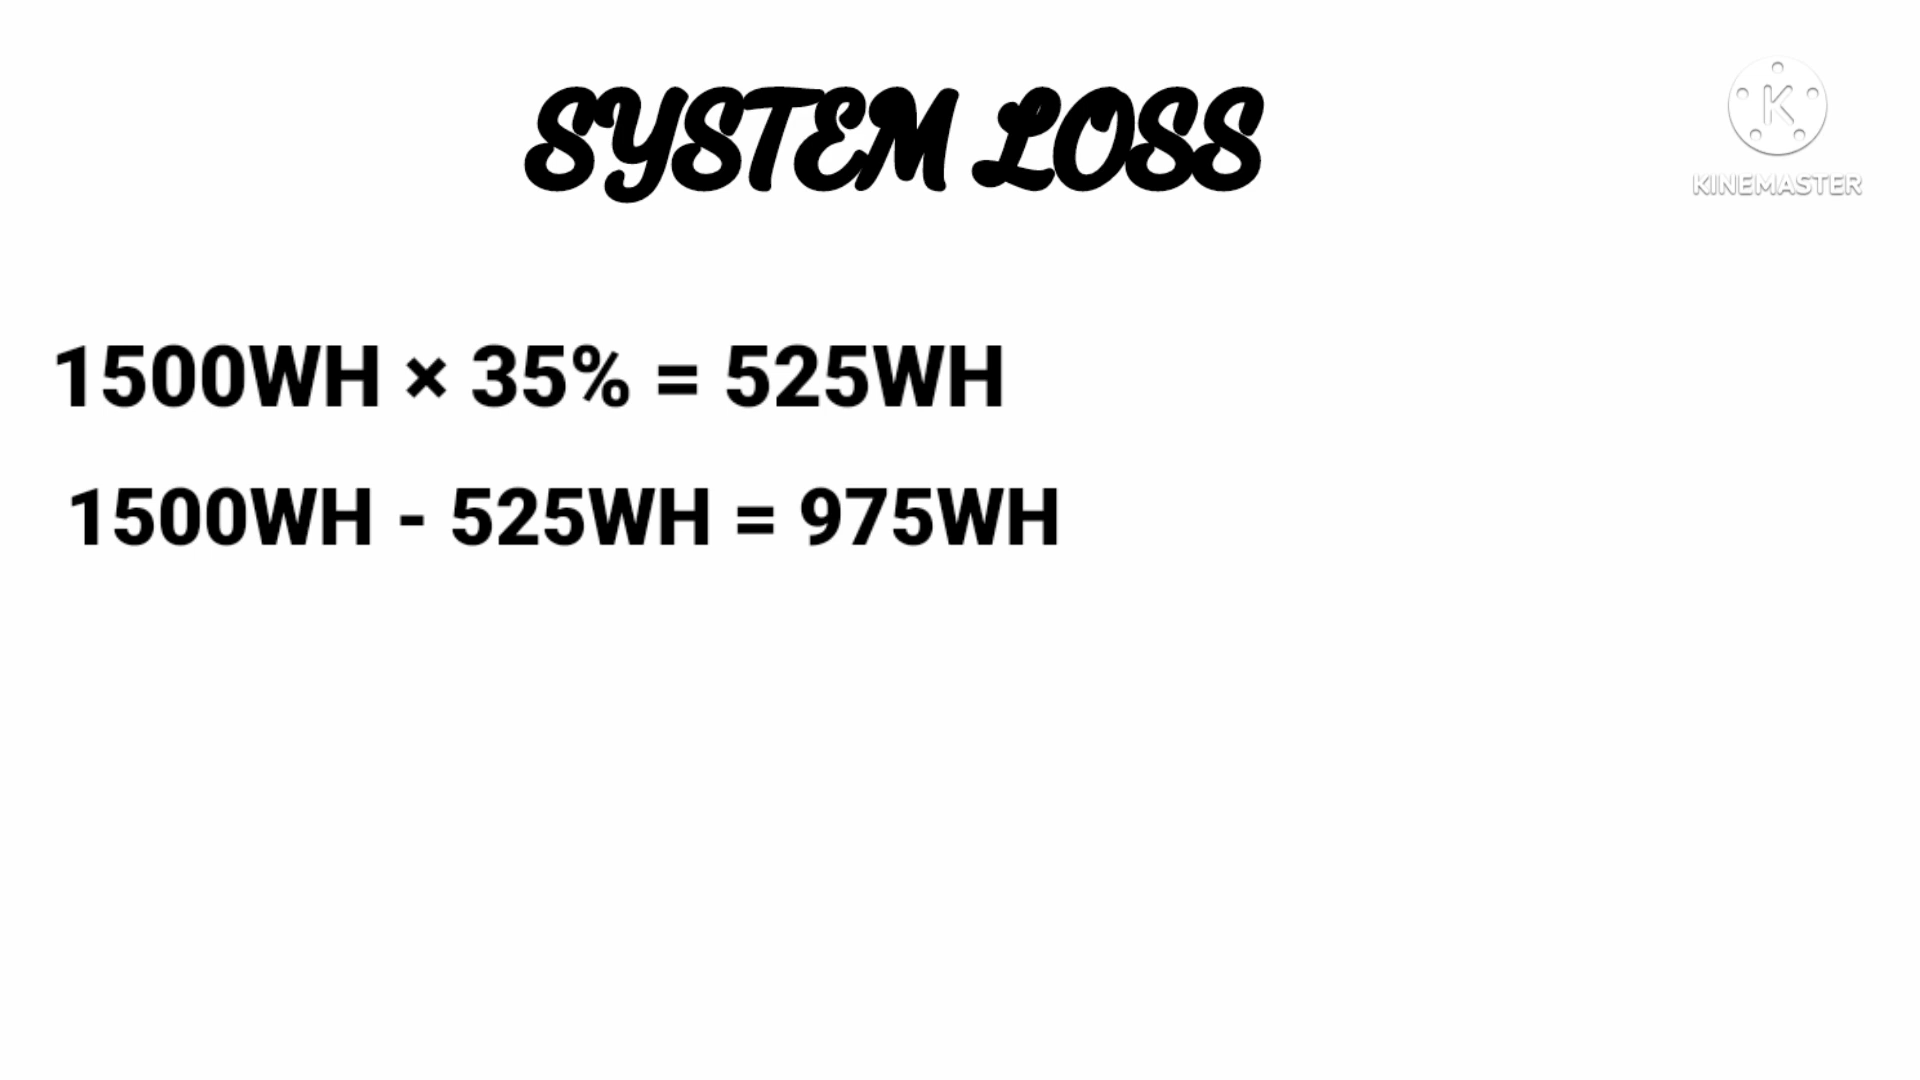 SYSTEM LOSS
K
KINEMASTER
1500WH × 35% = 525WH
1500WH - 525WH = 975WH